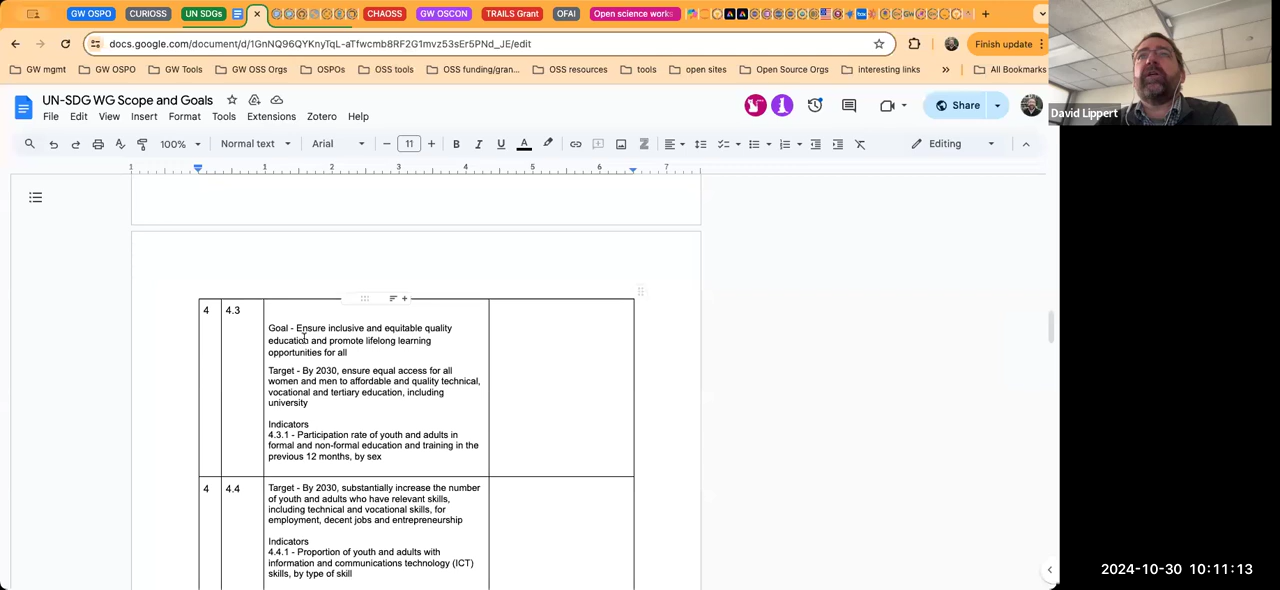 GW OSPO CURIOSS UN SDGs CHAOSS GW OSCON TRAILS Grant OFAI Open science works
docs.google.com/document/d/1GnNQ96QYKnyTqL-aTfwcmb8RF2G1mvz53sEr5PNd_JE/edit Finish update
GW mgmt GW OSPO GW Tools GW OSS Orgs OSPOs OSS tools OSS funding/gran... OSS resources tools open sites Open Source Orgs interesting links » All Bookmarks
David Lippert
UN-SDG WG Scope and Goals
File Edit View Insert Format Tools Extensions Zotero Help
Share
100% Normal text Arial 11 B I U A Editing
1 1 2 3 4 5 6 7
4 4.3
Goal - Ensure inclusive and equitable quality
education and promote lifelong learning
opportunities for all
Target - By 2030, ensure equal access for all
women and men to affordable and quality technical,
vocational and tertiary education, including
university
Indicators
4.3.1 - Participation rate of youth and adults in
formal and non-formal education and training in the
previous 12 months, by sex
4 4.4 Target - By 2030, substantially increase the number
of youth and adults who have relevant skills,
including technical and vocational skills, for
employment, decent jobs and entrepreneurship
Indicators
4.4.1 - Proportion of youth and adults with
information and communications technology (ICT)
skills, by type of skill
2024-10-30 10:11:13